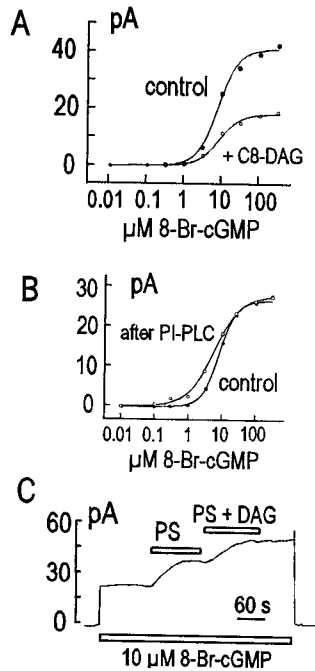 A
pA
40
control
20
+ C8-DAG
0
0.01 0.1 1 10 100
µM 8-Br-cGMP
B
pA
30
after PI-PLC
20
control
10
0
0.01 0.1 1 10 100
µM 8-Br-cGMP
C
pA
60
PS
PS + DAG
30
60 s
0
10 µM 8-Br-cGMP